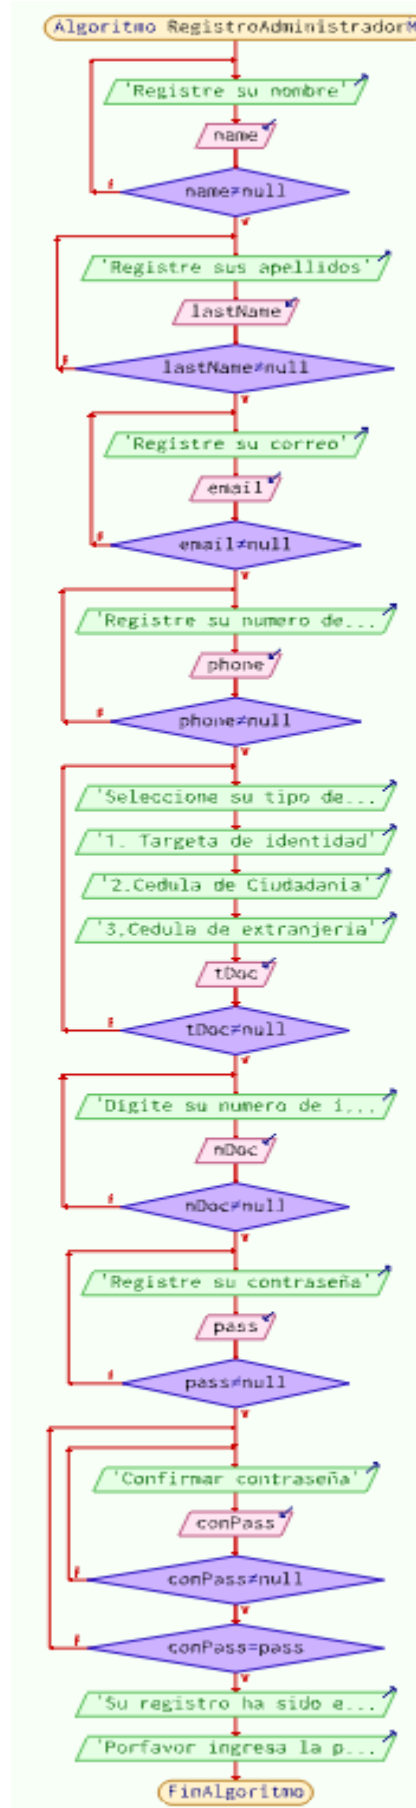 Algoritmo RegistroAdministradorM
'Registre su nombre'
name
F
name≠null
V
'Registre sus apellidos'
lastName
F
lastName≠null
V
'Registre su correo'
email
F
email≠null
V
'Registre su numero de...
phone
F
phone≠null
V
'Seleccione su tipo de...
'1. Targeta de identidad'
'2.Cedula de Ciudadania'
'3.Cedula de extranjeria'
tDoc
F
tDoc≠null
V
'Digite su numero de i...
nDoc
F
nDoc≠null
V
'Registre su contraseña'
pass
F
pass≠null
V
'Confirmar contraseña'
conPass
F
conPass≠null
V
F
conPass=pass
V
'Su registro ha sido e...
'Porfavor ingresa la p...
FinAlgoritmo